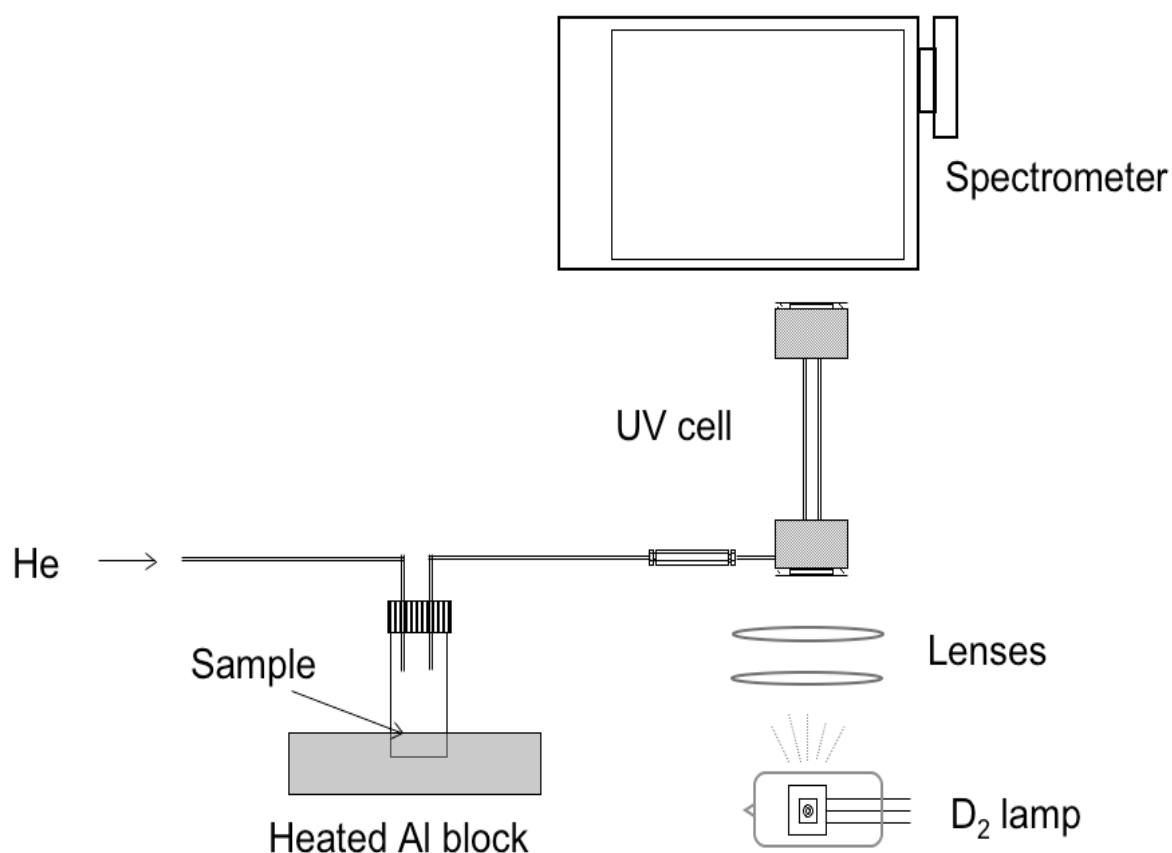 Spectrometer
UV cell
He
Sample
Lenses
Heated Al block
D₂ lamp